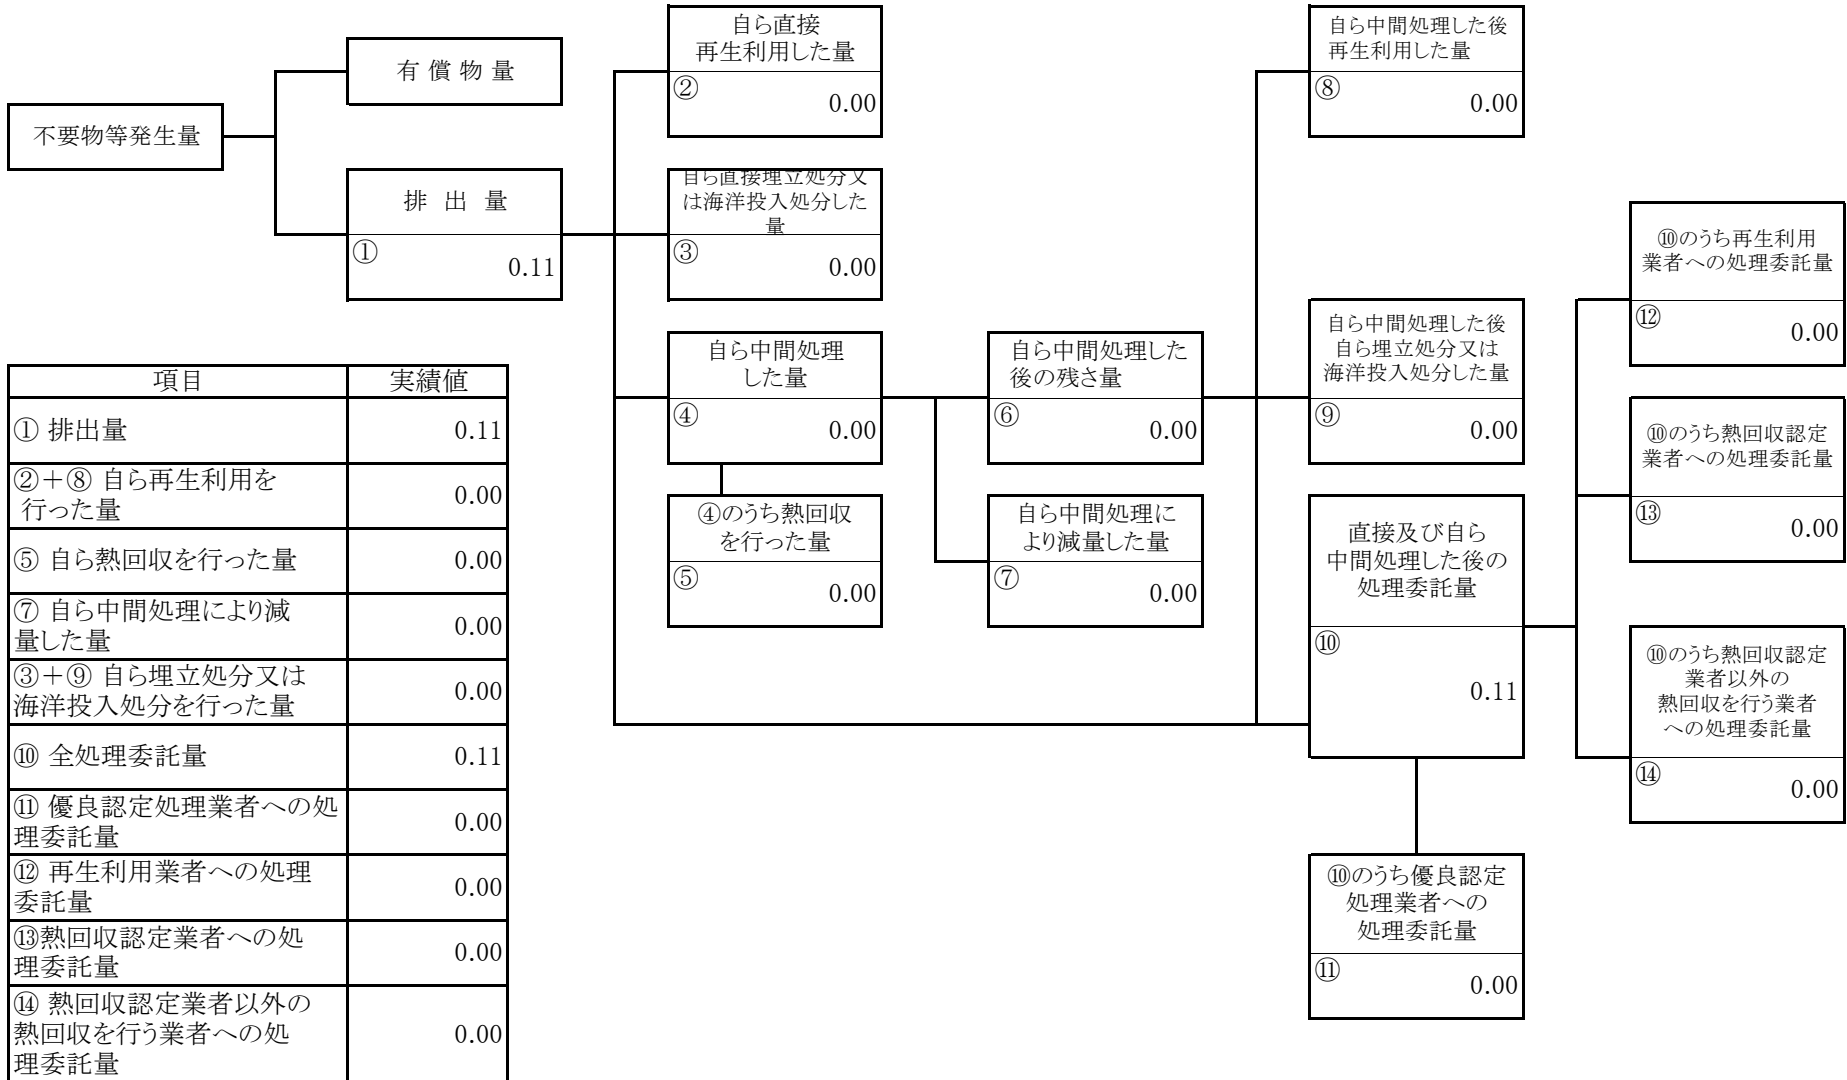 不要物等発生量
有 償 物 量
排 出 量
①
0.11
自ら直接
再生利用した量
②
0.00
自ら直接埋立処分又
は海洋投入処分した
量
③
0.00
自ら中間処理
した量
④
0.00
④のうち熱回収
を行った量
⑤
0.00
自ら中間処理した
後の残さ量
⑥
0.00
自ら中間処理に
より減量した量
⑦
0.00
自ら中間処理した後
再生利用した量
⑧
0.00
自ら中間処理した後
自ら埋立処分又は
海洋投入処分した量
⑨
0.00
直接及び自ら
中間処理した後の
処理委託量
⑩
0.11
⑩のうち優良認定
処理業者への
処理委託量
⑪
0.00
⑩のうち再生利用
業者への処理委託量
⑫
0.00
⑩のうち熱回収認定
業者への処理委託量
⑬
0.00
⑩のうち熱回収認定
業者以外の
熱回収を行う業者
への処理委託量
⑭
0.00
項目 実績値
① 排出量 0.11
②＋⑧ 自ら再生利用を
行った量 0.00
⑤ 自ら熱回収を行った量 0.00
⑦ 自ら中間処理により減
量した量 0.00
③＋⑨ 自ら埋立処分又は
海洋投入処分を行った量 0.00
⑩ 全処理委託量 0.11
⑪ 優良認定処理業者への処
理委託量 0.00
⑫ 再生利用業者への処理
委託量 0.00
⑬熱回収認定業者への処
理委託量 0.00
⑭ 熱回収認定業者以外の
熱回収を行う業者への処 0.00
理委託量